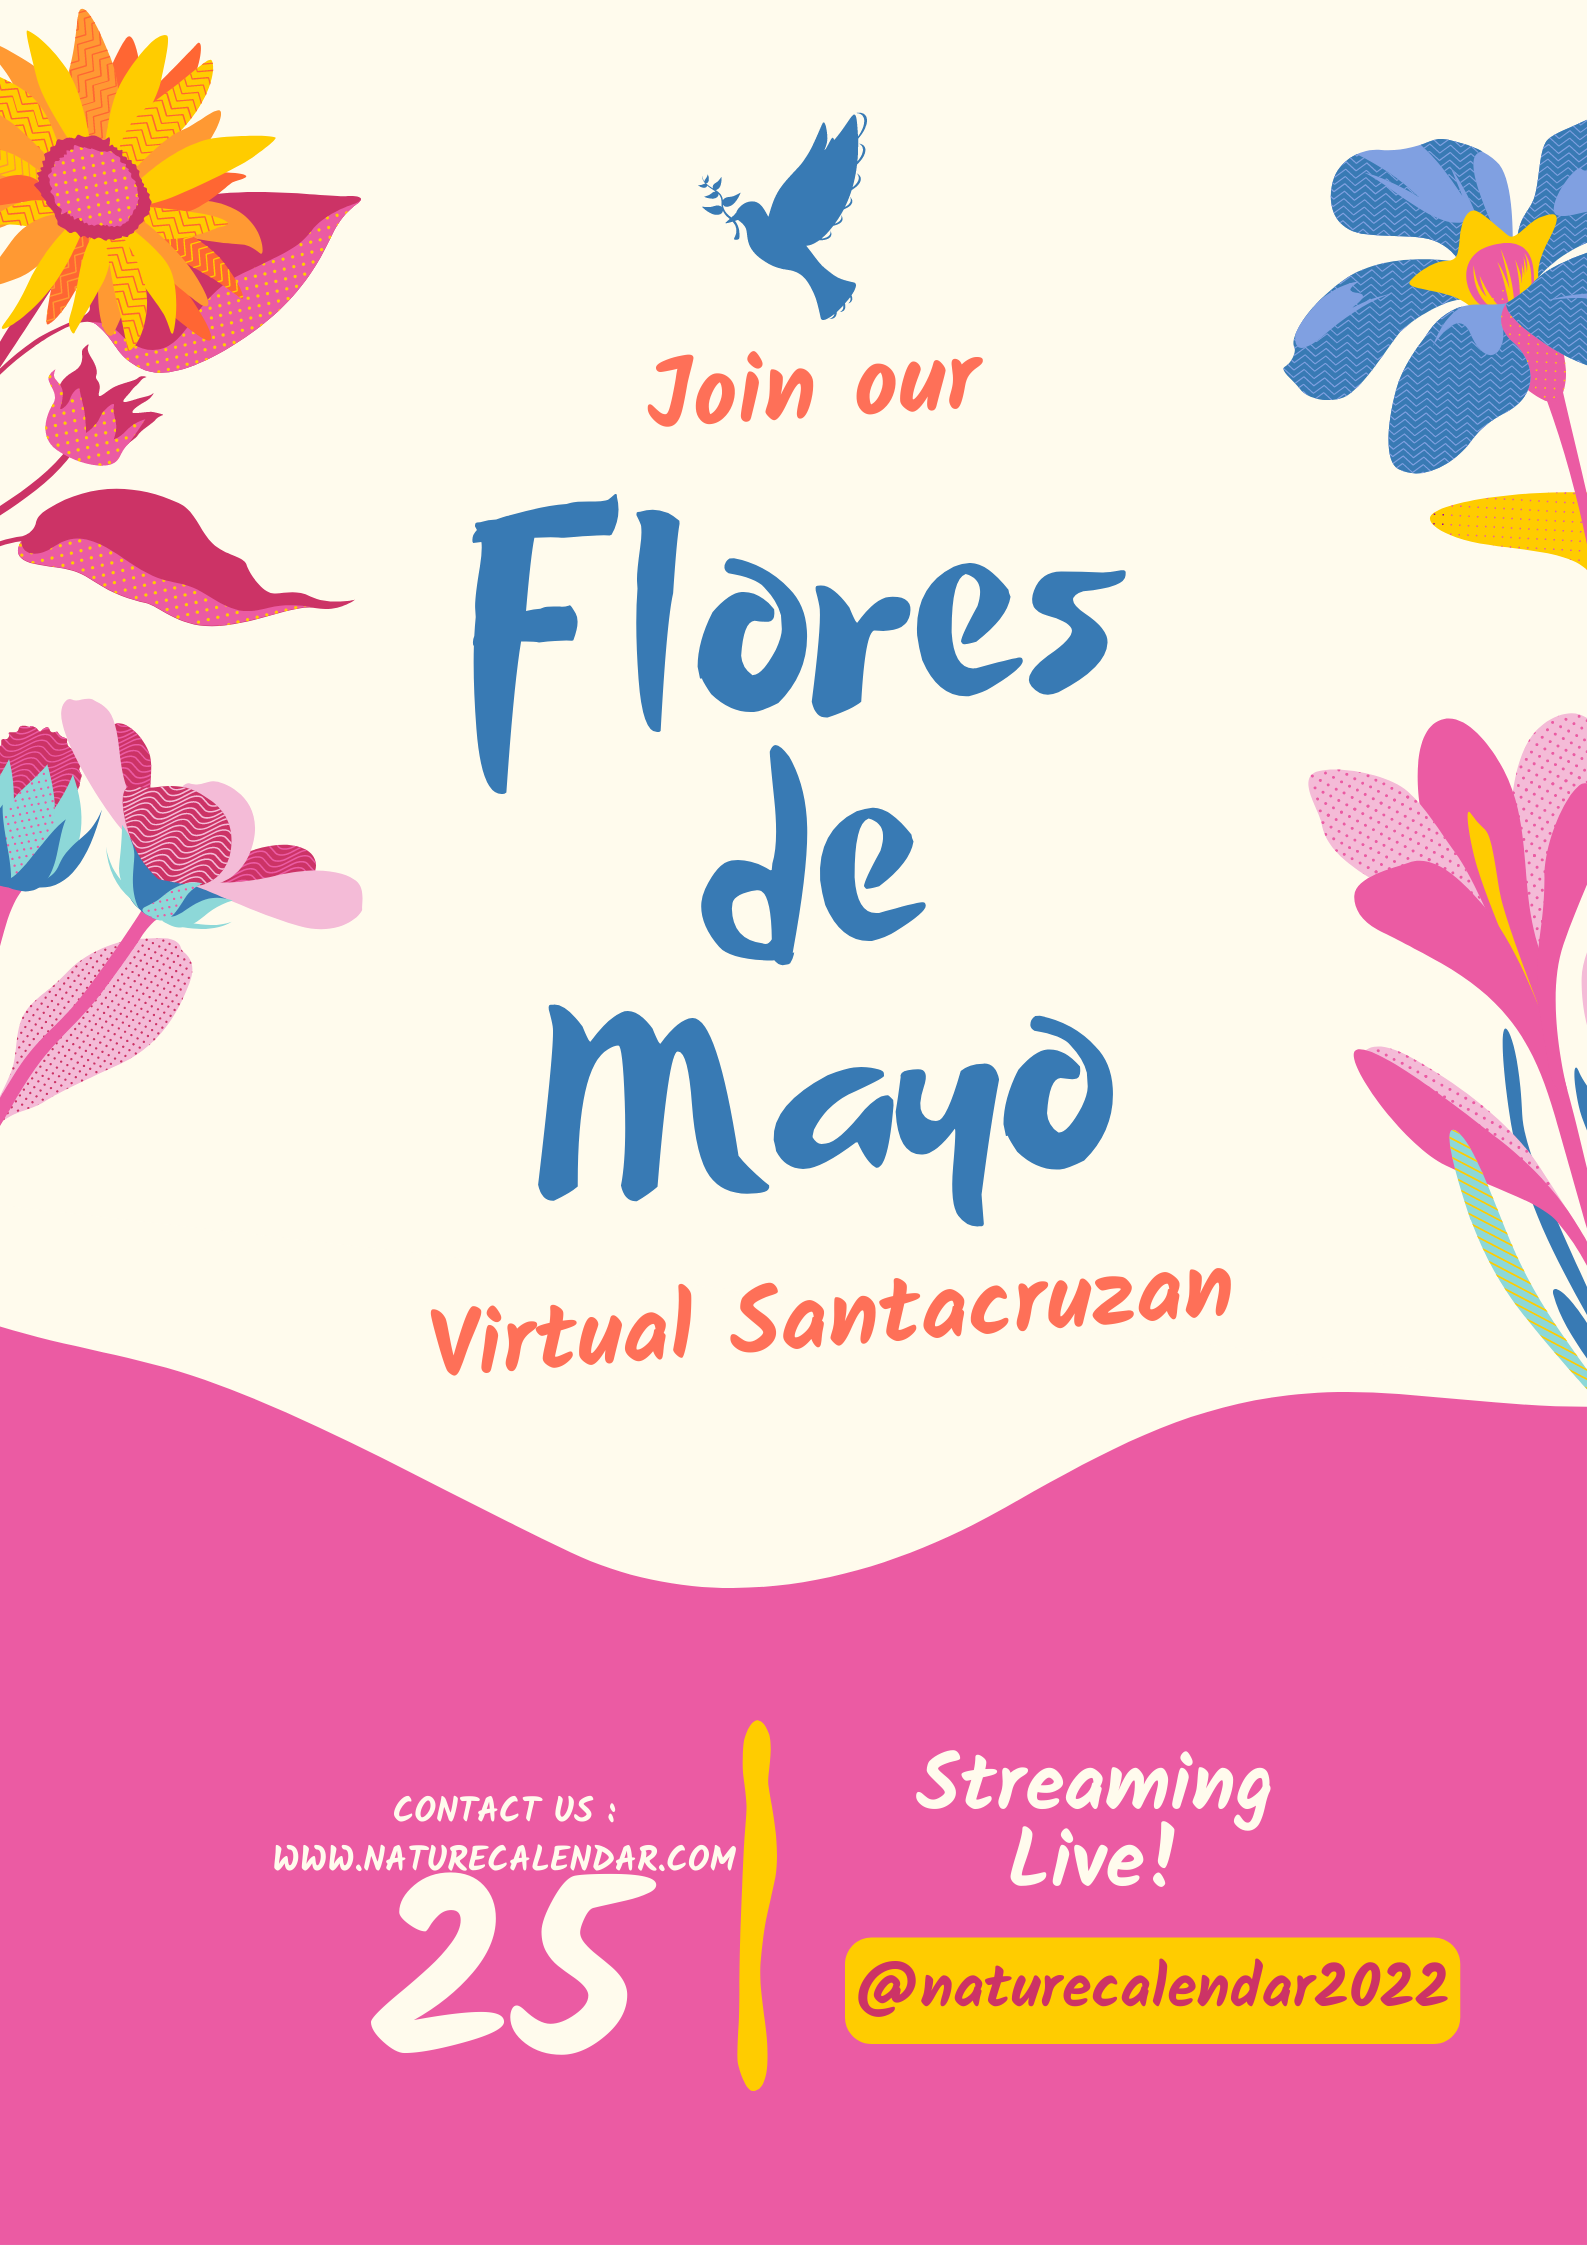 Join our
Flores
de
Mayo
Virtual Santacruzan
CONTACT US :
WWW.NATURECALENDAR.COM
25
Streaming
Live!
@naturecalendar2022